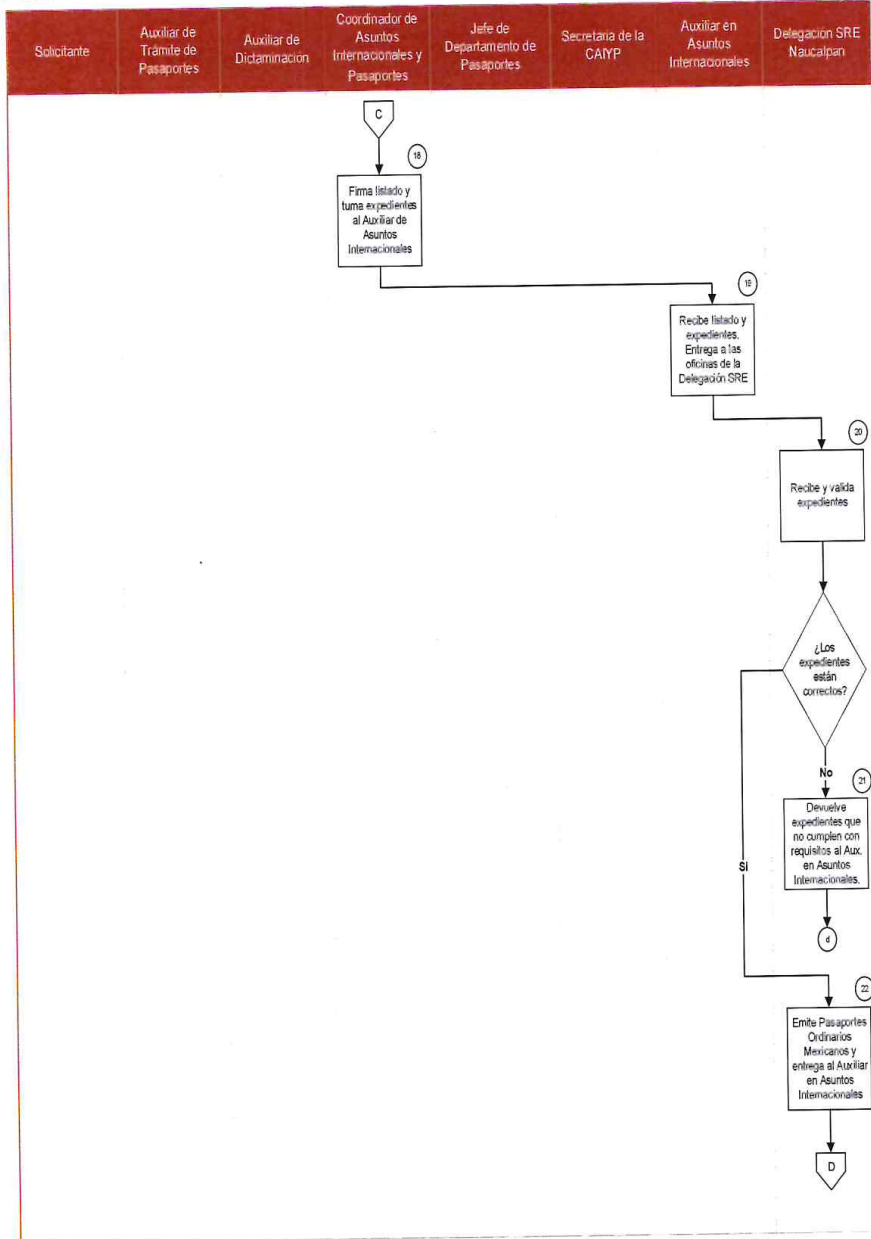 Solicitante
Auxiliar de
Trámite de
Pasaportes
Auxiliar de
Dictaminación
Coordinador de
Asuntos
Internacionales y
Pasaportes
Jefe de
Departamento de
Pasaportes
Secretaria de la
CAIYP
Auxiliar en
Asuntos
Internacionales
Delegación SRE
Naucalpan
C
18
Firma listado y
turna expedientes
al Auxiliar de
Asuntos
Internacionales
19
Recibe listado y
expedientes.
Entrega a las
oficinas de la
Delegación SRE
20
Recibe y valida
expedientes
¿Los
expedientes
están
correctos?
No
21
Devuelve
expedientes que
no cumplen con
requisitos al Aux.
en Asuntos
Internacionales.
Si
d
22
Emite Pasaportes
Ordinarios
Mexicanos y
entrega al Auxiliar
en Asuntos
Internacionales
D